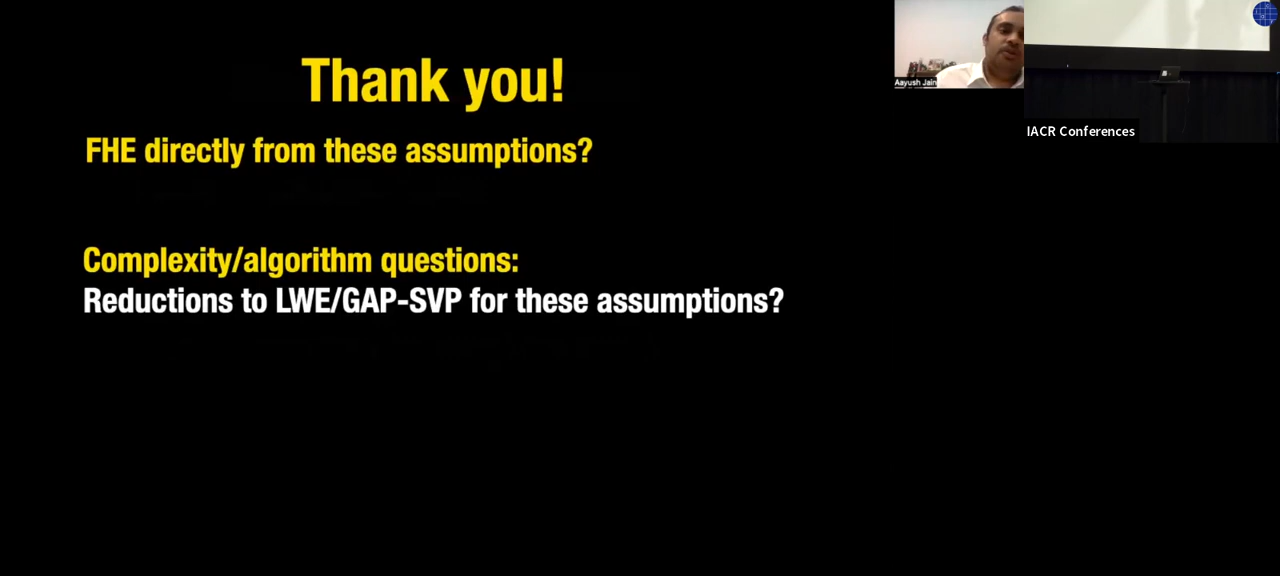 Thank you!
FHE directly from these assumptions?
Complexity/algorithm questions:
Reductions to LWE/GAP-SVP for these assumptions?
Aayush Jain
IACR Conferences